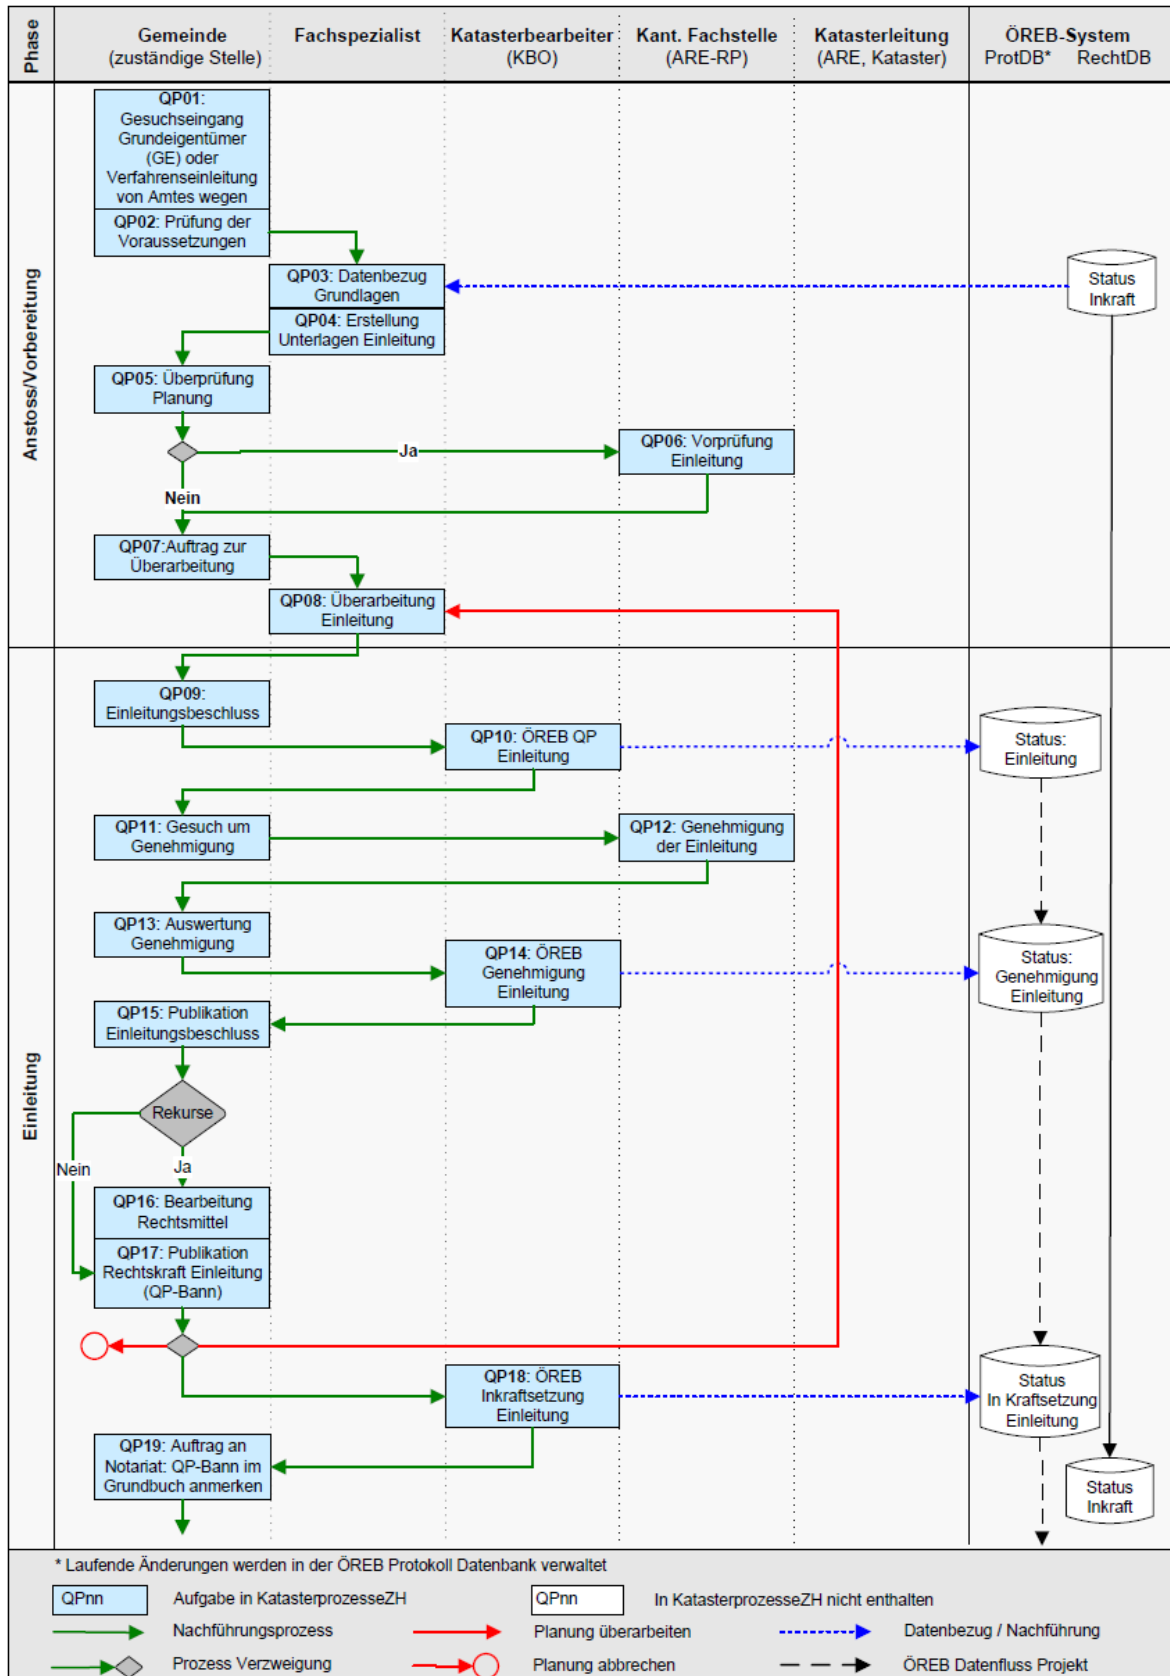 Phase
Gemeinde
(zuständige Stelle)
Fachspezialist
Katasterbearbeiter
(KBO)
Kant. Fachstelle
(ARE-RP)
Katasterleitung
(ARE, Kataster)
ÖREB-System
ProtDB* RechtDB
Anstoss/Vorbereitung
QP01:
Gesuchseingang
Grundeigentümer
(GE) oder
Verfahrenseinleitung
von Amtes wegen
QP02: Prüfung der
Voraussetzungen
QP03: Datenbezug
Grundlagen
Status
Inkraft
QP04: Erstellung
Unterlagen Einleitung
QP05: Überprüfung
Planung
Ja
QP06: Vorprüfung
Einleitung
Nein
QP07:Auftrag zur
Überarbeitung
QP08: Überarbeitung
Einleitung
Einleitung
QP09:
Einleitungsbeschluss
QP10: ÖREB QP
Einleitung
Status:
Einleitung
QP11: Gesuch um
Genehmigung
QP12: Genehmigung
der Einleitung
QP13: Auswertung
Genehmigung
QP14: ÖREB
Genehmigung
Einleitung
Status:
Genehmigung
Einleitung
QP15: Publikation
Einleitungsbeschluss
Rekurse
Nein
Ja
QP16: Bearbeitung
Rechtsmittel
QP17: Publikation
Rechtskraft Einleitung
(QP-Bann)
QP18: ÖREB
Inkraftsetzung
Einleitung
Status
In Kraftsetzung
Einleitung
QP19: Auftrag an
Notariat: QP-Bann im
Grundbuch anmerken
Status
Inkraft
* Laufende Änderungen werden in der ÖREB Protokoll Datenbank verwaltet
QPnn Aufgabe in KatasterprozesseZH
QPnn In KatasterprozesseZH nicht enthalten
Nachführungsprozess
Planung überarbeiten
Datenbezug / Nachführung
Prozess Verzweigung
Planung abbrechen
ÖREB Datenfluss Projekt